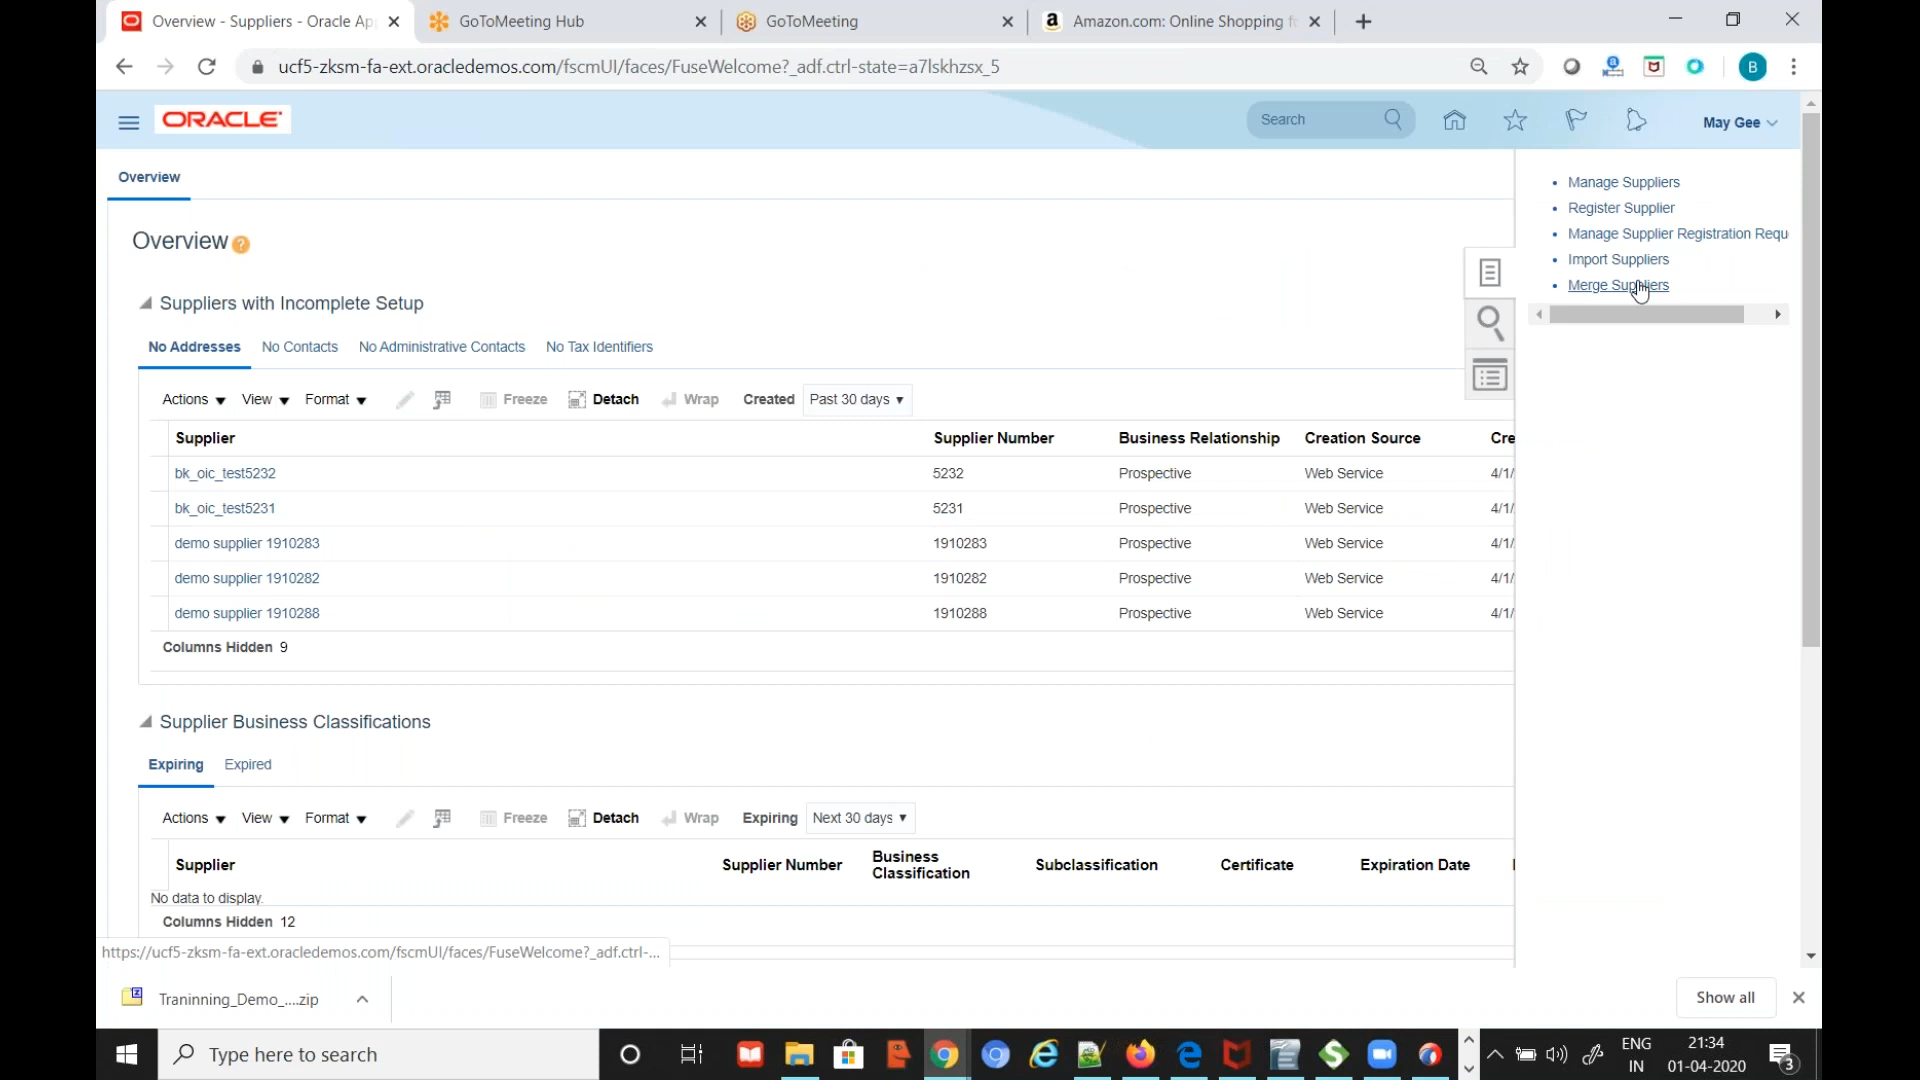 Overview - Suppliers - Oracle Ap
GoToMeeting Hub
GoToMeeting
Amazon.com: Online Shopping f
ucf5-zksm-fa-ext.oracledemos.com/fscmUI/faces/FuseWelcome?_adf.ctrl-state=a7lskhzsx_5
B
ORACLE
Search
May Gee
Overview
Manage Suppliers
Register Supplier
Manage Supplier Registration Requ
Import Suppliers
Merge Suppliers
Overview
Suppliers with Incomplete Setup
No Addresses No Contacts No Administrative Contacts No Tax Identifiers
Actions View Format Freeze Detach Wrap Created Past 30 days
Supplier Supplier Number Business Relationship Creation Source Cre
bk_oic_test5232 5232 Prospective Web Service 4/1/
bk_oic_test5231 5231 Prospective Web Service 4/1/
demo supplier 1910283 1910283 Prospective Web Service 4/1/
demo supplier 1910282 1910282 Prospective Web Service 4/1/
demo supplier 1910288 1910288 Prospective Web Service 4/1/
Columns Hidden 9
Supplier Business Classifications
Expiring Expired
Actions View Format Freeze Detach Wrap Expiring Next 30 days
Supplier Supplier Number Business Classification Subclassification Certificate Expiration Date
No data to display.
Columns Hidden 12
https://ucf5-zksm-fa-ext.oracledemos.com/fscmUI/faces/FuseWelcome?_adf.ctrl-...
Traninning_Demo_....zip
Show all
Type here to search
ENG
IN
21:34
01-04-2020
3